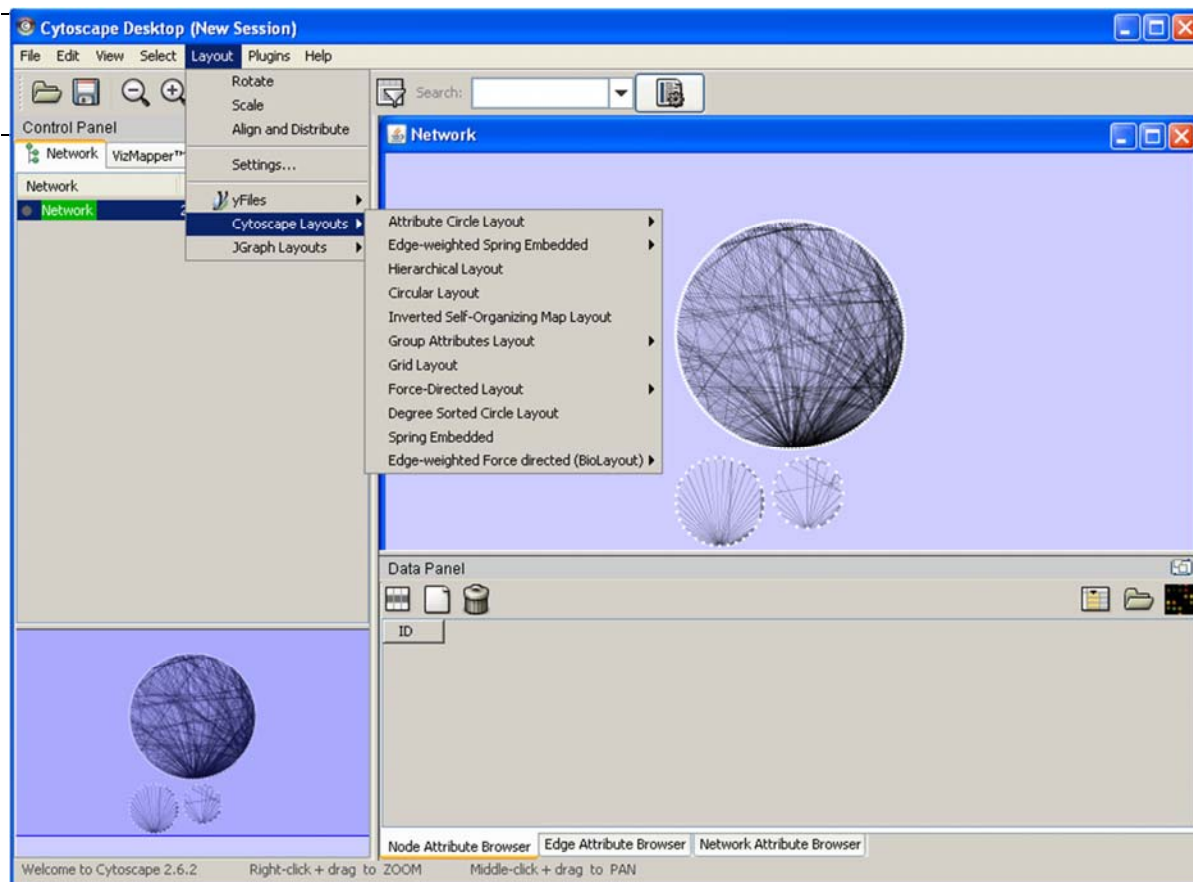 Cytoscape Desktop (New Session)
File Edit View Select Layout Plugins Help
Rotate
Scale
Align and Distribute
Settings...
yFiles
Cytoscape Layouts
JGraph Layouts
Search:
Control Panel
Network VizMapper™
Network
Network 2
Network
Attribute Circle Layout
Edge-weighted Spring Embedded
Hierarchical Layout
Circular Layout
Inverted Self-Organizing Map Layout
Group Attributes Layout
Grid Layout
Force-Directed Layout
Degree Sorted Circle Layout
Spring Embedded
Edge-weighted Force directed (BioLayout)
Data Panel
ID
Node Attribute Browser Edge Attribute Browser Network Attribute Browser
Welcome to Cytoscape 2.6.2 Right-click + drag to ZOOM Middle-click + drag to PAN